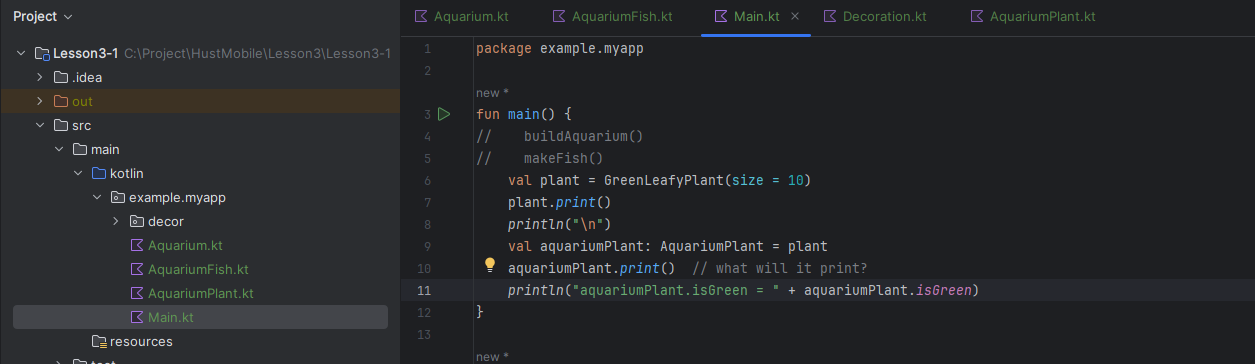 Project
Lesson3-1 C:\Project\HustMobile\Lesson3\Lesson3-1
.idea
out
src
main
kotlin
example.myapp
decor
Aquarium.kt
AquariumFish.kt
AquariumPlant.kt
Main.kt
resources
test
Aquarium.kt AquariumFish.kt Main.kt Decoration.kt AquariumPlant.kt
1 package example.myapp
2
new *
3 fun main() {
4 // buildAquarium()
5 // makeFish()
6 val plant = GreenLeafyPlant(size = 10)
7 plant.print()
8 println("\n")
9 val aquariumPlant: AquariumPlant = plant
10 aquariumPlant.print() // what will it print?
11 println("aquariumPlant.isGreen = " + aquariumPlant.isGreen)
12 }
13
new *